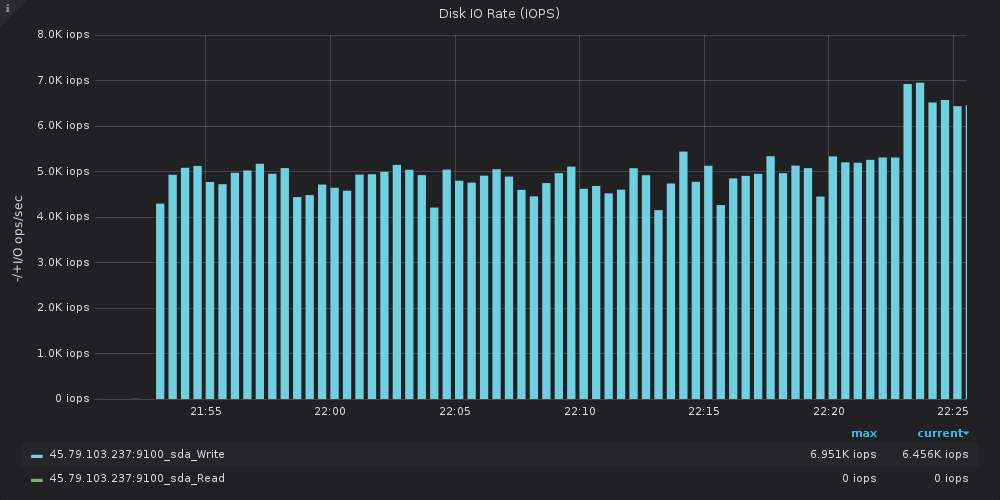 i
Disk IO Rate (IOPS)
8.0K iops
7.0K iops
6.0K iops
5.0K iops
4.0K iops
3.0K iops
2.0K iops
1.0K iops
0 iops
-/+I/O ops/sec
21:55 22:00 22:05 22:10 22:15 22:20 22:25
max current
45.79.103.237:9100_sda_Write 6.951K iops 6.456K iops
45.79.103.237:9100_sda_Read 0 iops 0 iops